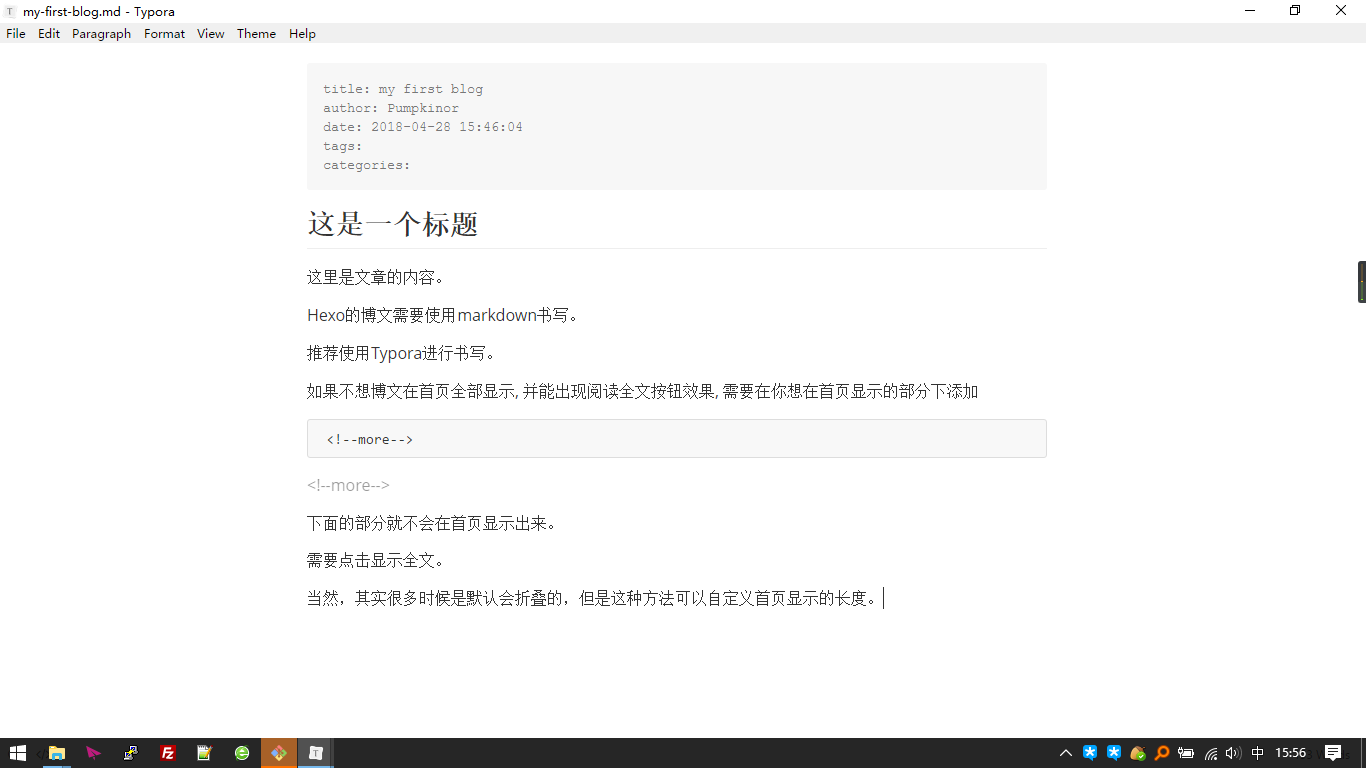 my-first-blog.md - Typora
File Edit Paragraph Format View Theme Help
title: my first blog
author: Pumpkinor
date: 2018-04-28 15:46:04
tags:
categories:
这是一个标题
这里是文章的内容。
Hexo的博文需要使用markdown书写。
推荐使用Typora进行书写。
如果不想博文在首页全部显示, 并能出现阅读全文按钮效果, 需要在你想在首页显示的部分下添加
<!--more-->
<!--more-->
下面的部分就不会在首页显示出来。
需要点击显示全文。
当然，其实很多时候是默认会折叠的，但是这种方法可以自定义首页显示的长度。
中 15:56